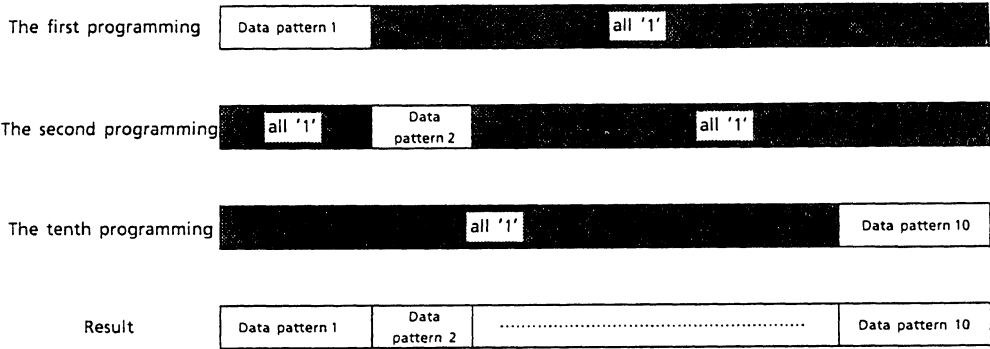 The first programming Data pattern 1 all '1'
The second programming all '1' Data pattern 2 all '1'
The tenth programming all '1' Data pattern 10
Result Data pattern 1 Data pattern 2 ........................................................ Data pattern 10